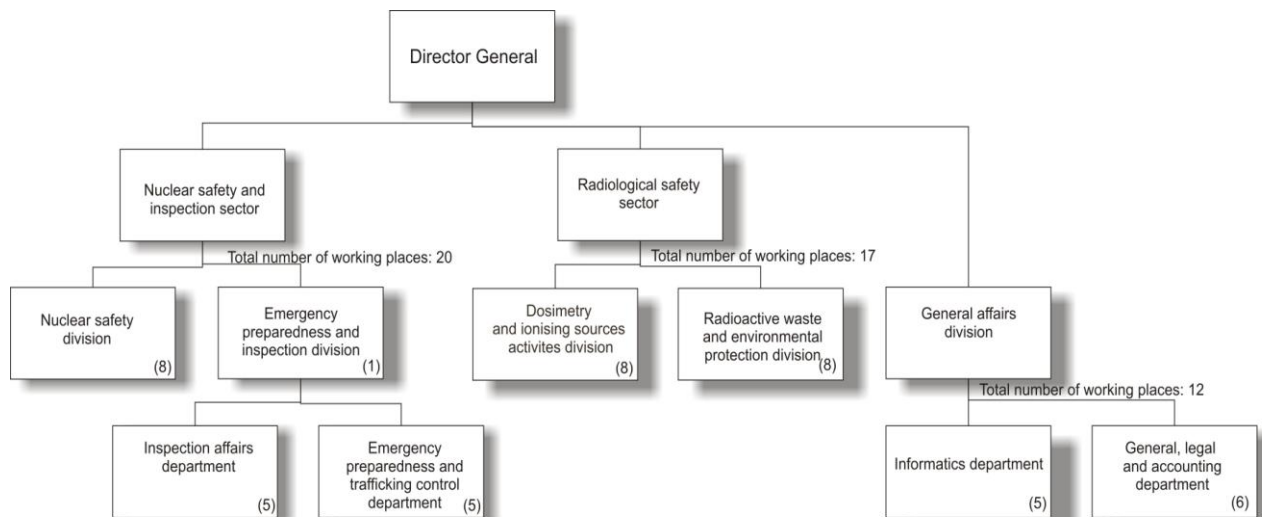 Director General
Nuclear safety and
inspection sector
Radiological safety
sector
Total number of working places: 20
Total number of working places: 17
Nuclear safety
division
(8)
Emergency
preparedness and
inspection division
(1)
Dosimetry
and ionising sources
activites division
(8)
Radioactive waste
and environmental
protection division
(8)
General affairs
division
Total number of working places: 12
Inspection affairs
department
(5)
Emergency
preparedness and
trafficking control
department
(5)
Informatics department
(5)
General, legal
and accounting
department
(6)